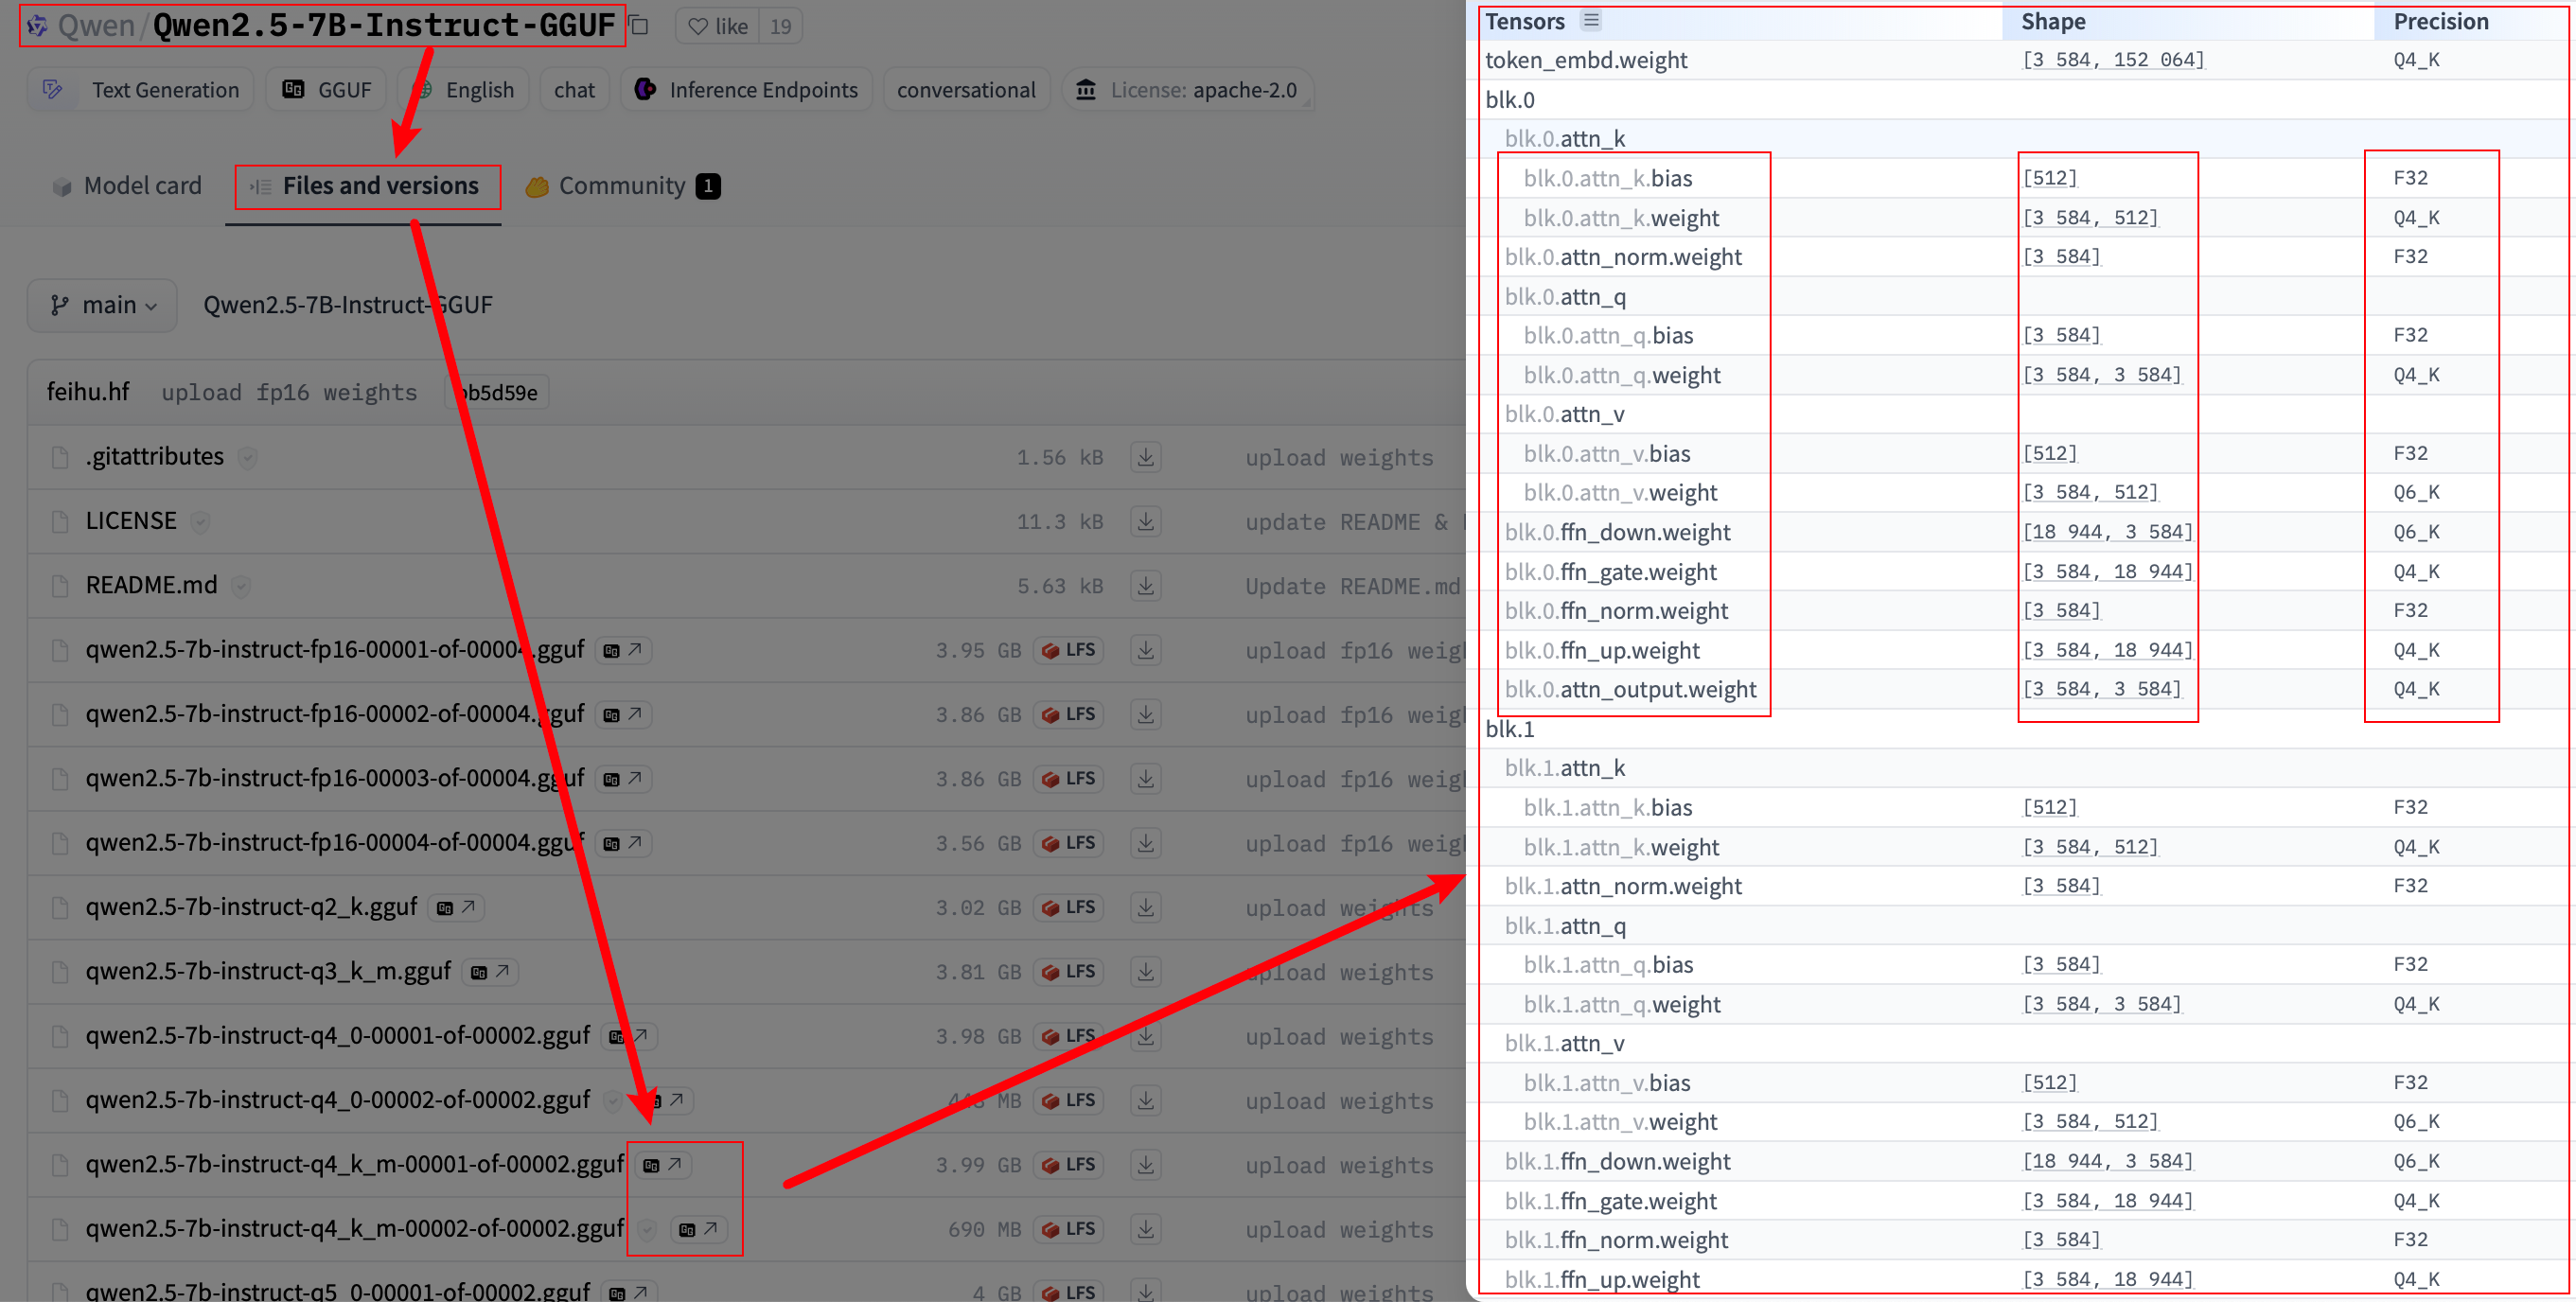 Qwen/Qwen2.5-7B-Instruct-GGUF like 19
Text Generation GGUF English chat Inference Endpoints conversational License: apache-2.0
Model card Files and versions Community 1
main Qwen2.5-7B-Instruct-GGUF
feihu.hf upload fp16 weights bb5d59e
.gitattributes 1.56 kB upload weights
LICENSE 11.3 kB update README &
README.md 5.63 kB Update README.md
qwen2.5-7b-instruct-fp16-00001-of-00004.gguf 3.95 GB LFS upload fp16 weig
qwen2.5-7b-instruct-fp16-00002-of-00004.gguf 3.86 GB LFS upload fp16 weig
qwen2.5-7b-instruct-fp16-00003-of-00004.gguf 3.86 GB LFS upload fp16 weig
qwen2.5-7b-instruct-fp16-00004-of-00004.gguf 3.56 GB LFS upload fp16 weig
qwen2.5-7b-instruct-q2_k.gguf 3.02 GB LFS upload weights
qwen2.5-7b-instruct-q3_k_m.gguf 3.81 GB LFS upload weights
qwen2.5-7b-instruct-q4_0-00001-of-00002.gguf 3.98 GB LFS upload weights
qwen2.5-7b-instruct-q4_0-00002-of-00002.gguf MB LFS upload weights
qwen2.5-7b-instruct-q4_k_m-00001-of-00002.gguf 3.99 GB LFS upload weights
qwen2.5-7b-instruct-q4_k_m-00002-of-00002.gguf 690 MB LFS upload weights
qwen2.5-7b-instruct-q5_0-00001-of-00002.gguf 4 GB LFS upload weights
Tensors Shape Precision
token_embd.weight [3 584, 152 064] Q4_K
blk.0
blk.0.attn_k
blk.0.attn_k.bias [512] F32
blk.0.attn_k.weight [3 584, 512] Q4_K
blk.0.attn_norm.weight [3 584] F32
blk.0.attn_q
blk.0.attn_q.bias [3 584] F32
blk.0.attn_q.weight [3 584, 3 584] Q4_K
blk.0.attn_v
blk.0.attn_v.bias [512] F32
blk.0.attn_v.weight [3 584, 512] Q6_K
blk.0.ffn_down.weight [18 944, 3 584] Q6_K
blk.0.ffn_gate.weight [3 584, 18 944] Q4_K
blk.0.ffn_norm.weight [3 584] F32
blk.0.ffn_up.weight [3 584, 18 944] Q4_K
blk.0.attn_output.weight [3 584, 3 584] Q4_K
blk.1
blk.1.attn_k
blk.1.attn_k.bias [512] F32
blk.1.attn_k.weight [3 584, 512] Q4_K
blk.1.attn_norm.weight [3 584] F32
blk.1.attn_q
blk.1.attn_q.bias [3 584] F32
blk.1.attn_q.weight [3 584, 3 584] Q4_K
blk.1.attn_v
blk.1.attn_v.bias [512] F32
blk.1.attn_v.weight [3 584, 512] Q6_K
blk.1.ffn_down.weight [18 944, 3 584] Q6_K
blk.1.ffn_gate.weight [3 584, 18 944] Q4_K
blk.1.ffn_norm.weight [3 584] F32
blk.1.ffn_up.weight [3 584, 18 944] Q4_K